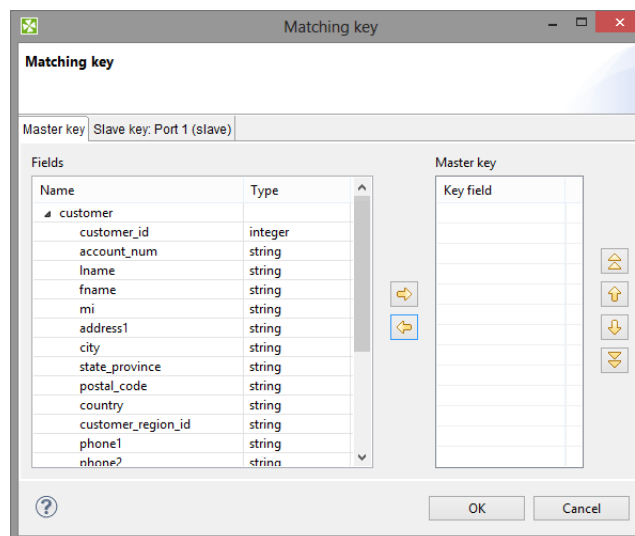 Matching key
Matching key
Master key Slave key: Port 1 (slave)
Fields Master key
Name Type Key field
customer
customer_id integer
account_num string
lname string
fname string
mi string
address1 string
city string
state_province string
postal_code string
country string
customer_region_id string
phone1 string
phone2 string
OK Cancel